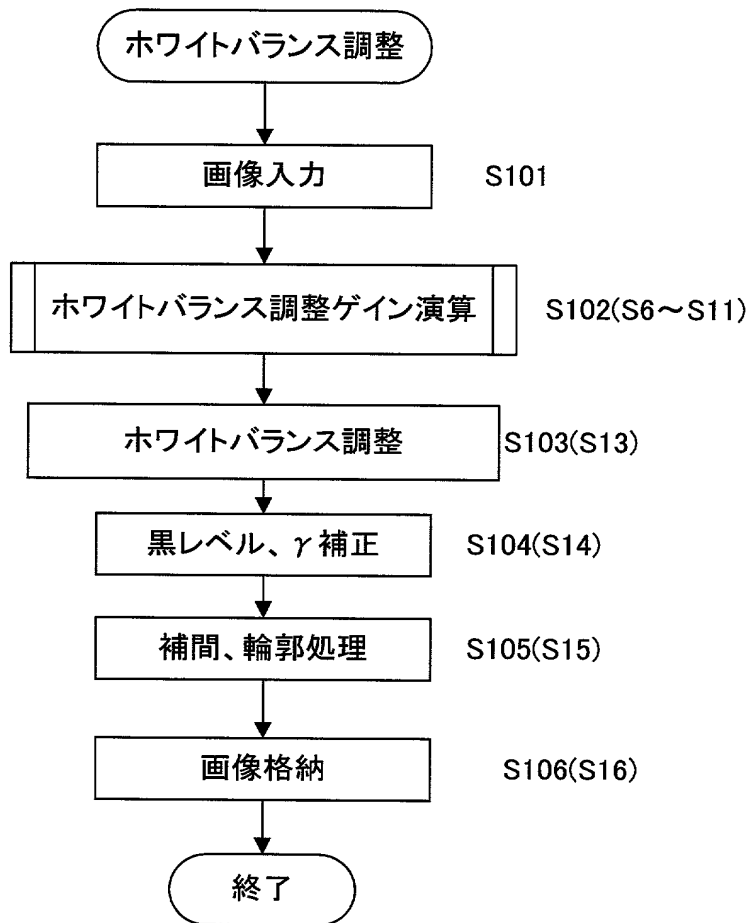 ホワイトバランス調整
画像入力 S101
ホワイトバランス調整ゲイン演算 S102(S6～S11)
ホワイトバランス調整 S103(S13)
黒レベル、γ補正 S104(S14)
補間、輪郭処理 S105(S15)
画像格納 S106(S16)
終了